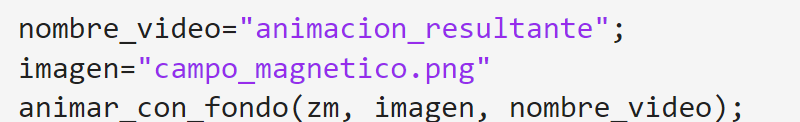 nombre_video="animacion_resultante";
imagen="campo_magnetico.png"
animar_con_fondo(zm, imagen, nombre_video);